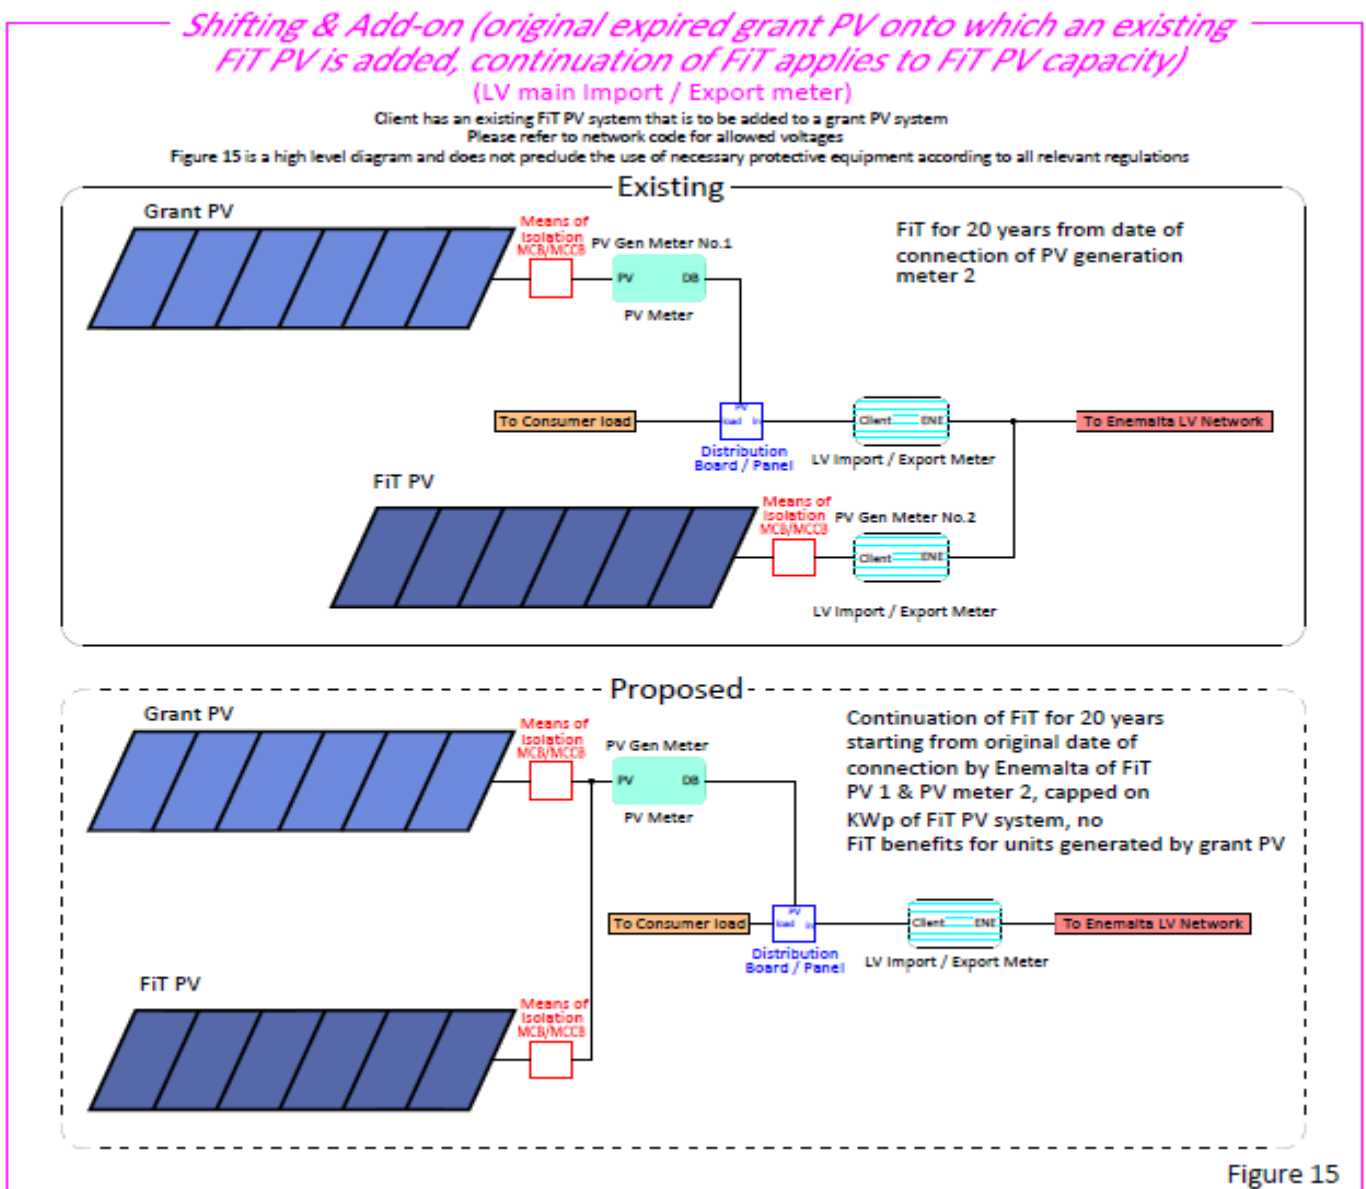 Shifting & Add-on (original expired grant PV onto which an existing
FiT PV is added, continuation of FiT applies to FiT PV capacity)
(LV main Import / Export meter)
Client has an existing FiT PV system that is to be added to a grant PV system
Please refer to network code for allowed voltages
Figure 15 is a high level diagram and does not preclude the use of necessary protective equipment according to all relevant regulations
Existing
Grant PV
Means of
Isolation
MCB/MCCB
PV Gen Meter No.1
PV DB
PV Meter
FiT for 20 years from date of
connection of PV generation
meter 2
To Consumer load
PV
load in
Distribution
Board / Panel
Client ENE
LV Import / Export Meter
To Enemalta LV Network
FiT PV
Means of
Isolation
MCB/MCCB
PV Gen Meter No.2
Client ENE
LV Import / Export Meter
Proposed
Grant PV
Means of
Isolation
MCB/MCCB
PV Gen Meter
PV DB
PV Meter
Continuation of FiT for 20 years
starting from original date of
connection by Enemalta of FiT
PV 1 & PV meter 2, capped on
KWp of FiT PV system, no
FiT benefits for units generated by grant PV
To Consumer load
PV
load in
Distribution
Board / Panel
Client ENE
LV Import / Export Meter
To Enemalta LV Network
FiT PV
Means of
Isolation
MCB/MCCB
Figure 15